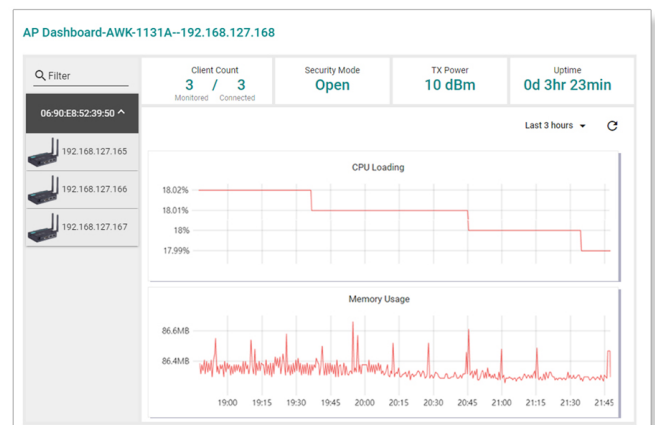 AP Dashboard-AWK-1131A--192.168.127.168
Filter
06:90:E8:52:39:50
192.168.127.165
192.168.127.166
192.168.127.167
Client Count
3 / 3
Monitored Connected
Security Mode
Open
TX Power
10 dBm
Uptime
0d 3hr 23min
Last 3 hours
CPU Loading
18.02%
18.01%
18%
17.99%
Memory Usage
86.6MB
86.4MB
19:00 19:15 19:30 19:45 20:00 20:15 20:30 20:45 21:00 21:15 21:30 21:45